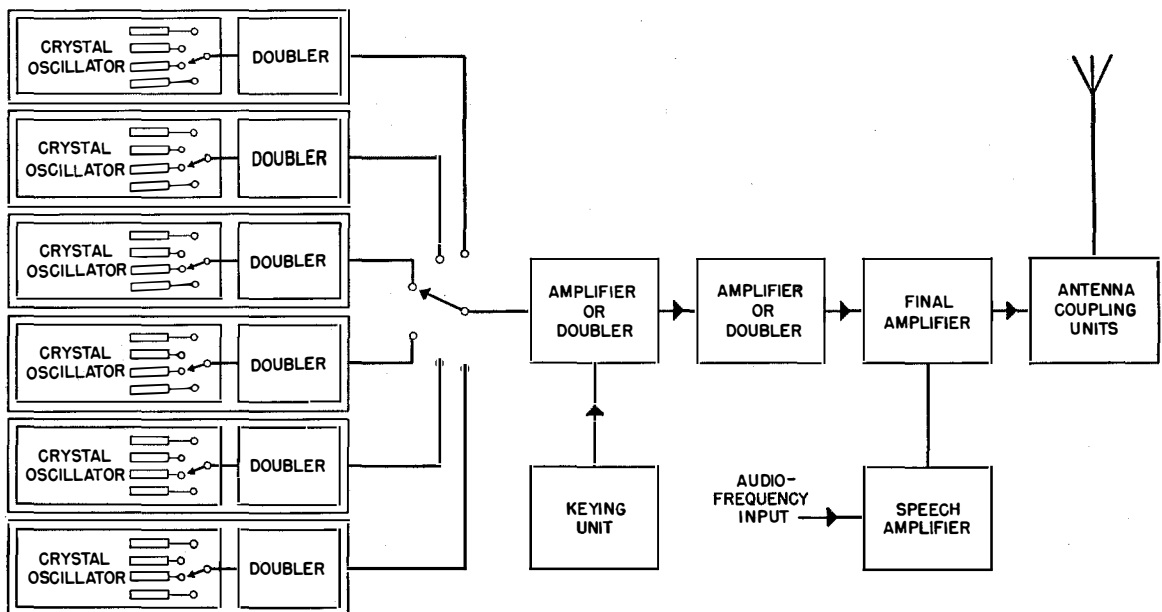 CRYSTAL
OSCILLATOR
DOUBLER
CRYSTAL
OSCILLATOR
DOUBLER
CRYSTAL
OSCILLATOR
DOUBLER
CRYSTAL
OSCILLATOR
DOUBLER
CRYSTAL
OSCILLATOR
DOUBLER
CRYSTAL
OSCILLATOR
DOUBLER
AMPLIFIER
OR
DOUBLER
AMPLIFIER
OR
DOUBLER
FINAL
AMPLIFIER
ANTENNA
COUPLING
UNITS
KEYING
UNIT
AUDIO-
FREQUENCY
INPUT
SPEECH
AMPLIFIER